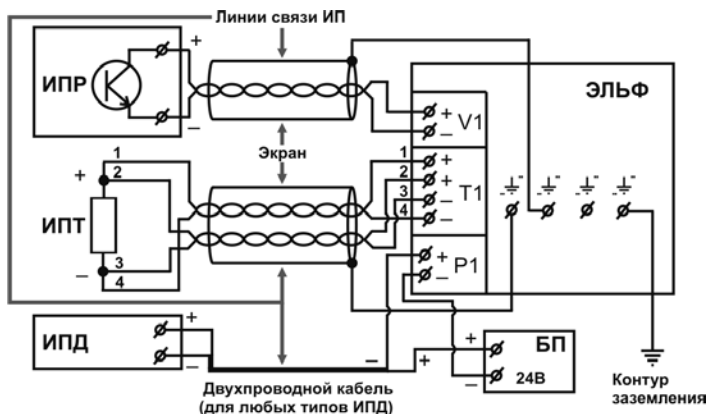 Линии связи ИП
ИПР
+
–
Экран
ИПТ
+
–
1
2
3
4
1
2
3
4
ЭЛЬФ
+
–
V1
+
+
–
–
T1
+
–
P1
ИПД
+
–
–
+
Двухпроводной кабель
(для любых типов ИПД)
+
–
БП
24В
Контур
заземления